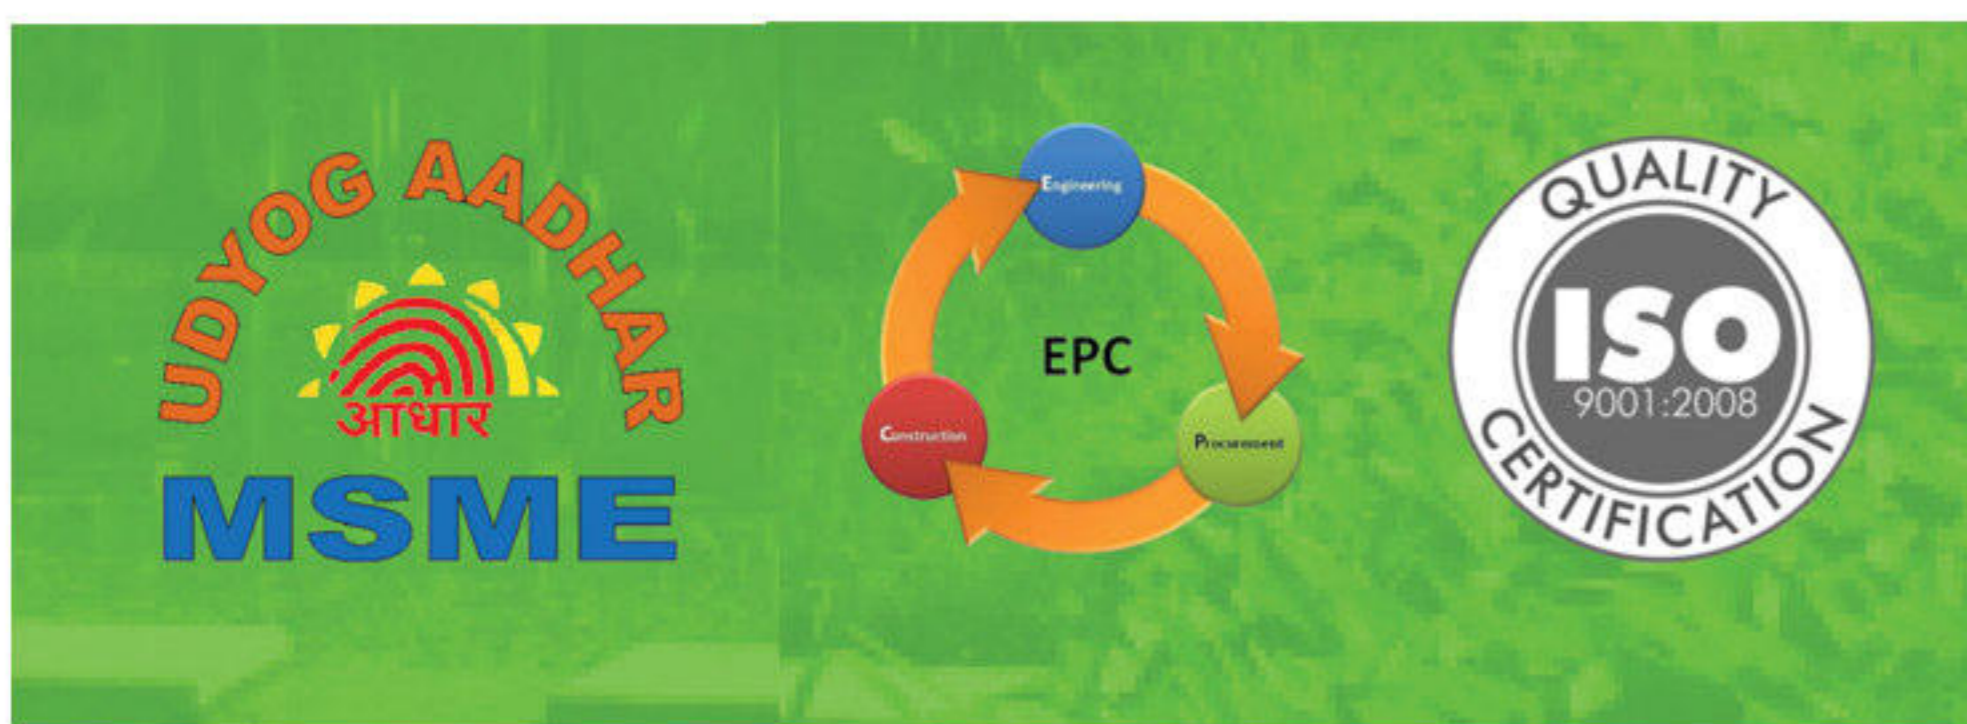 UDYOG AADHAR
आधार
MSME
Engineering
EPC
Construction
Procurement
QUALITY
ISO
9001:2008
CERTIFICATION